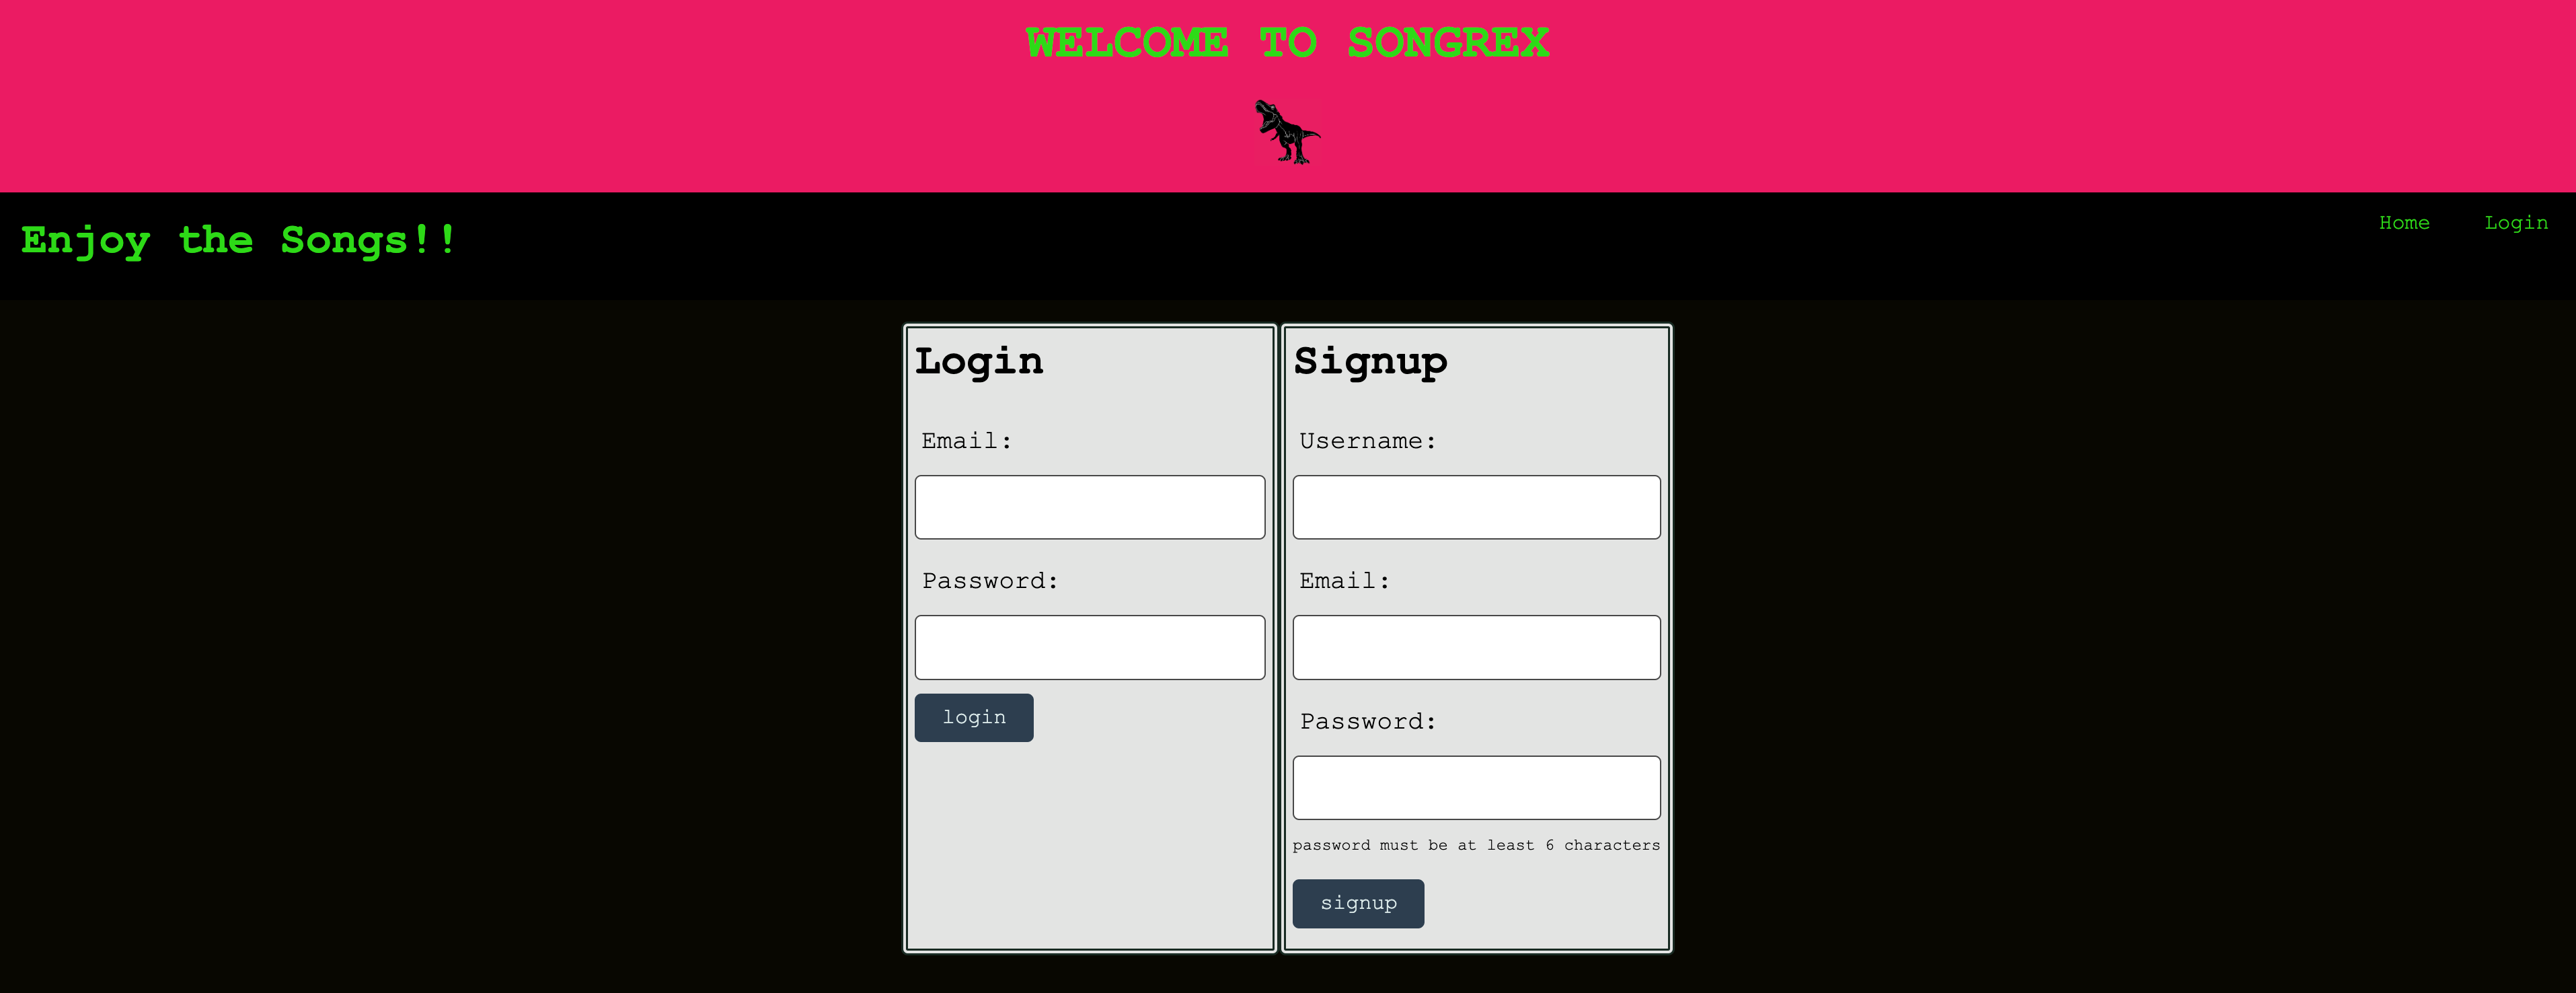 WELCOME TO SONGREX
Enjoy the Songs!!
Home
Login
Login
Email:
Password:
login
Signup
Username:
Email:
Password:
password must be at least 6 characters
signup